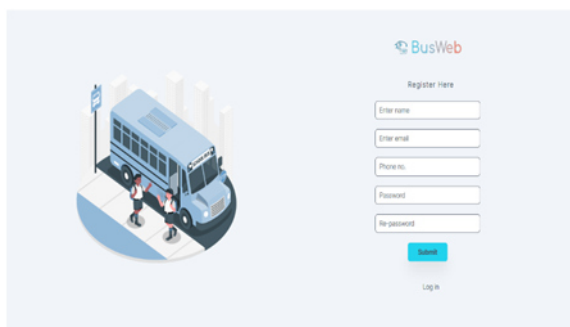 BusWeb
Register Here
Enter name
Enter email
Phone no.
Password
Re-password
Submit
Log in